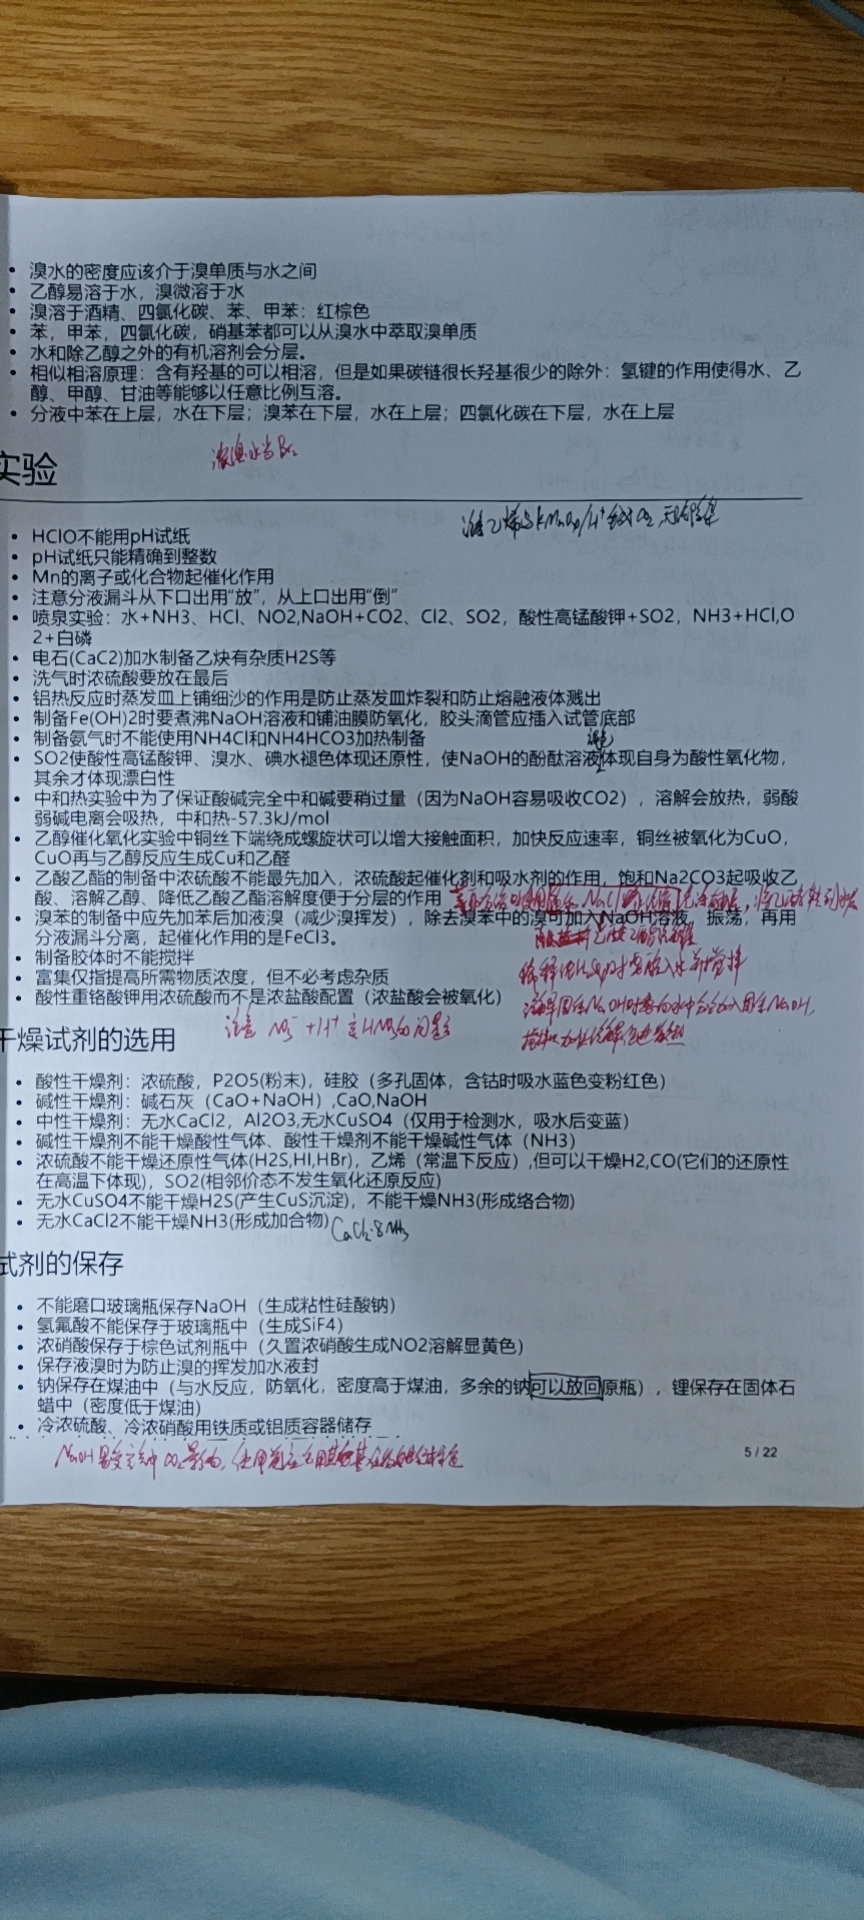 • 溴水的密度应该介于溴单质与水之间
• 乙醇易溶于水，溴微溶于水
• 溴溶于酒精、四氯化碳、苯、甲苯：红棕色
• 苯，甲苯，四氯化碳，硝基苯都可以从溴水中萃取溴单质
• 水和除乙醇之外的有机溶剂会分层。
• 相似相溶原理：含有羟基的可以相溶，但是如果碳链很长羟基很少的除外：氢键的作用使得水、乙
醇、甲醇、甘油等能够以任意比例互溶。
• 分液中苯在上层，水在下层；溴苯在下层，水在上层；四氯化碳在下层，水在上层
浓溴水
实验
• HClO不能用pH试纸
• pH试纸只能精确到整数
• Mn的离子或化合物起催化作用
• 注意分液漏斗从下口出用“放”，从上口出用“倒”
• 喷泉实验：水+NH3、HCl、NO2,NaOH+CO2、Cl2、SO2，酸性高锰酸钾+SO2，NH3+HCl,O
2+白磷
• 电石(CaC2)加水制备乙炔有杂质H2S等
• 洗气时浓硫酸要放在最后
• 铝热反应时蒸发皿上铺细沙的作用是防止蒸发皿炸裂和防止熔融液体溅出
• 制备Fe(OH)2时要煮沸NaOH溶液和铺油膜防氧化，胶头滴管应插入试管底部
• 制备氨气时不能使用NH4Cl和NH4HCO3加热制备
• SO2使酸性高锰酸钾、溴水、碘水褪色体现还原性，使NaOH的酚酞溶液体现自身为酸性氧化物，
其余才体现漂白性
• 中和热实验中为了保证酸碱完全中和碱要稍过量（因为NaOH容易吸收CO2），溶解会放热，弱酸
弱碱电离会吸热，中和热-57.3kJ/mol
• 乙醇催化氧化实验中铜丝下端绕成螺旋状可以增大接触面积，加快反应速率，铜丝被氧化为CuO，
CuO再与乙醇反应生成Cu和乙醛
• 乙酸乙酯的制备中浓硫酸不能最先加入，浓硫酸起催化剂和吸水剂的作用，饱和Na2CO3起吸收乙
酸、溶解乙醇、降低乙酸乙酯溶解度便于分层的作用
• 溴苯的制备中应先加苯后加液溴（减少溴挥发），除去溴苯中的溴可加入NaOH溶液，振荡，再用
分液漏斗分离，起催化作用的是FeCl3。
• 制备胶体时不能搅拌
• 富集仅指提高所需物质浓度，但不必考虑杂质
• 酸性重铬酸钾用浓硫酸而不是浓盐酸配置（浓盐酸会被氧化）
注意 NO3⁻+H⁺ 的问题
干燥试剂的选用
• 酸性干燥剂：浓硫酸，P2O5(粉末)，硅胶（多孔固体，含钴时吸水蓝色变粉红色）
• 碱性干燥剂：碱石灰（CaO+NaOH）,CaO,NaOH
• 中性干燥剂：无水CaCl2，Al2O3,无水CuSO4（仅用于检测水，吸水后变蓝）
• 碱性干燥剂不能干燥酸性气体、酸性干燥剂不能干燥碱性气体（NH3）
• 浓硫酸不能干燥还原性气体(H2S,HI,HBr)，乙烯（常温下反应）,但可以干燥H2,CO(它们的还原性
在高温下体现)，SO2(相邻价态不发生氧化还原反应)
• 无水CuSO4不能干燥H2S(产生CuS沉淀)，不能干燥NH3(形成络合物)
• 无水CaCl2不能干燥NH3(形成加合物) CaCl2·8NH3
试剂的保存
• 不能磨口玻璃瓶保存NaOH（生成粘性硅酸钠）
• 氢氟酸不能保存于玻璃瓶中（生成SiF4）
• 浓硝酸保存于棕色试剂瓶中（久置浓硝酸生成NO2溶解显黄色）
• 保存液溴时为防止溴的挥发加水液封
• 钠保存在煤油中（与水反应，防氧化，密度高于煤油，多余的钠可以放回原瓶），锂保存在固体石
蜡中（密度低于煤油）
• 冷浓硫酸、冷浓硝酸用铁质或铝质容器储存
5 / 22